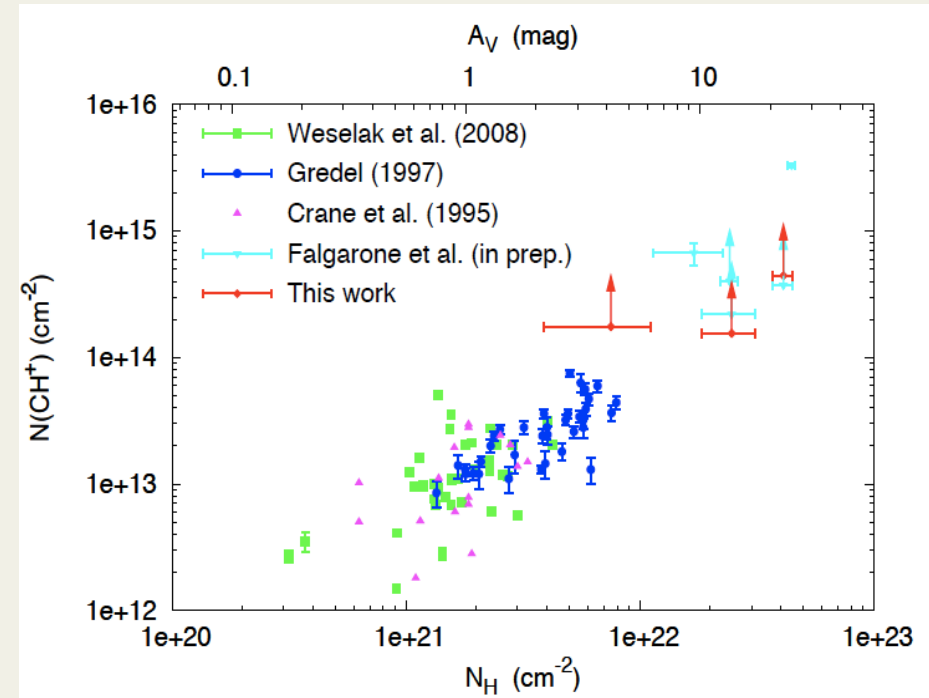 A_V (mag)
0.1 1 10
1e+16
1e+15
1e+14
1e+13
1e+12
N(CH⁺) (cm⁻²)
Weselak et al. (2008)
Gredel (1997)
Crane et al. (1995)
Falgarone et al. (in prep.)
This work
1e+20 1e+21 1e+22 1e+23
N_H (cm⁻²)